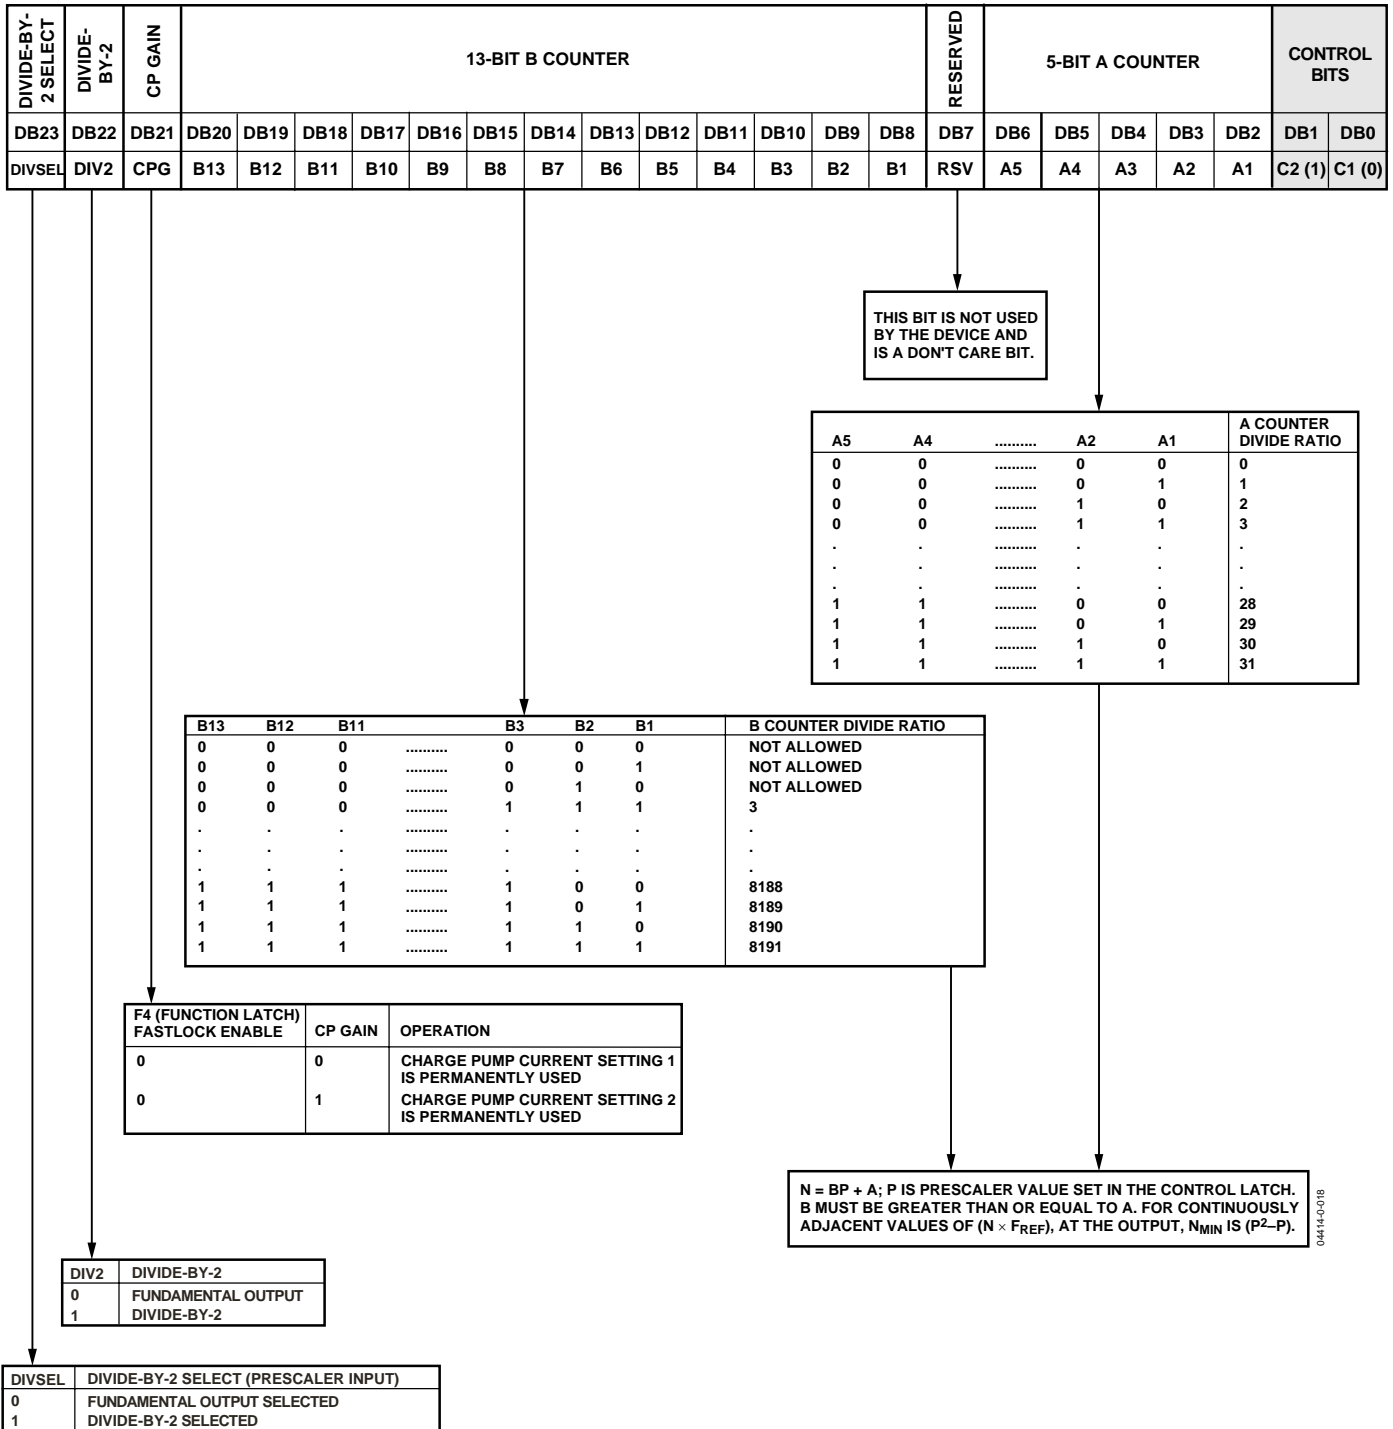 DIVIDE-BY-
2 SELECT
DIVIDE-
BY-2
CP GAIN
13-BIT B COUNTER
RESERVED
5-BIT A COUNTER
CONTROL
BITS
DB23 DB22 DB21 DB20 DB19 DB18 DB17 DB16 DB15 DB14 DB13 DB12 DB11 DB10 DB9 DB8 DB7 DB6 DB5 DB4 DB3 DB2 DB1 DB0
DIVSEL DIV2 CPG B13 B12 B11 B10 B9 B8 B7 B6 B5 B4 B3 B2 B1 RSV A5 A4 A3 A2 A1 C2 (1) C1 (0)
THIS BIT IS NOT USED
BY THE DEVICE AND
IS A DON'T CARE BIT.
A COUNTER
A5 A4 .......... A2 A1 DIVIDE RATIO
0 0 .......... 0 0 0
0 0 .......... 0 1 1
0 0 .......... 1 0 2
0 0 .......... 1 1 3
. . .......... . . .
. . .......... . . .
. . .......... . . .
1 1 .......... 0 0 28
1 1 .......... 0 1 29
1 1 .......... 1 0 30
1 1 .......... 1 1 31
B13 B12 B11 B3 B2 B1 B COUNTER DIVIDE RATIO
0 0 0 .......... 0 0 0 NOT ALLOWED
0 0 0 .......... 0 0 1 NOT ALLOWED
0 0 0 .......... 0 1 0 NOT ALLOWED
0 0 0 .......... 1 1 1 3
. . . .......... . . . .
. . . .......... . . . .
. . . .......... . . . .
1 1 1 .......... 1 0 0 8188
1 1 1 .......... 1 0 1 8189
1 1 1 .......... 1 1 0 8190
1 1 1 .......... 1 1 1 8191
F4 (FUNCTION LATCH)
FASTLOCK ENABLE CP GAIN OPERATION
0 0 CHARGE PUMP CURRENT SETTING 1
IS PERMANENTLY USED
0 1 CHARGE PUMP CURRENT SETTING 2
IS PERMANENTLY USED
N = BP + A; P IS PRESCALER VALUE SET IN THE CONTROL LATCH.
B MUST BE GREATER THAN OR EQUAL TO A. FOR CONTINUOUSLY
ADJACENT VALUES OF (N × FREF), AT THE OUTPUT, NMIN IS (P²–P).
04414-0-018
DIV2 DIVIDE-BY-2
0 FUNDAMENTAL OUTPUT
1 DIVIDE-BY-2
DIVSEL DIVIDE-BY-2 SELECT (PRESCALER INPUT)
0 FUNDAMENTAL OUTPUT SELECTED
1 DIVIDE-BY-2 SELECTED